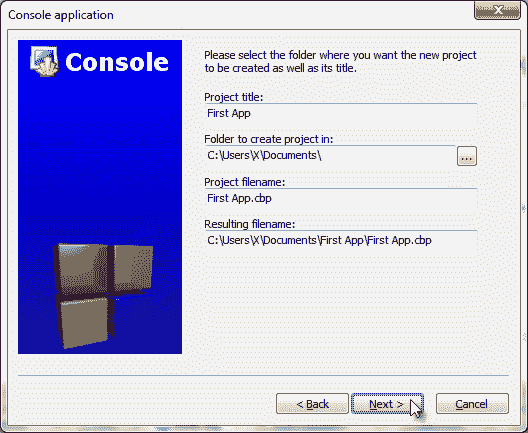 Console application
Console
Please select the folder where you want the new project
to be created as well as its title.
Project title:
First App
Folder to create project in:
C:\Users\X\Documents\
...
Project filename:
First App.cbp
Resulting filename:
C:\Users\X\Documents\First App\First App.cbp
< Back
Next >
Cancel